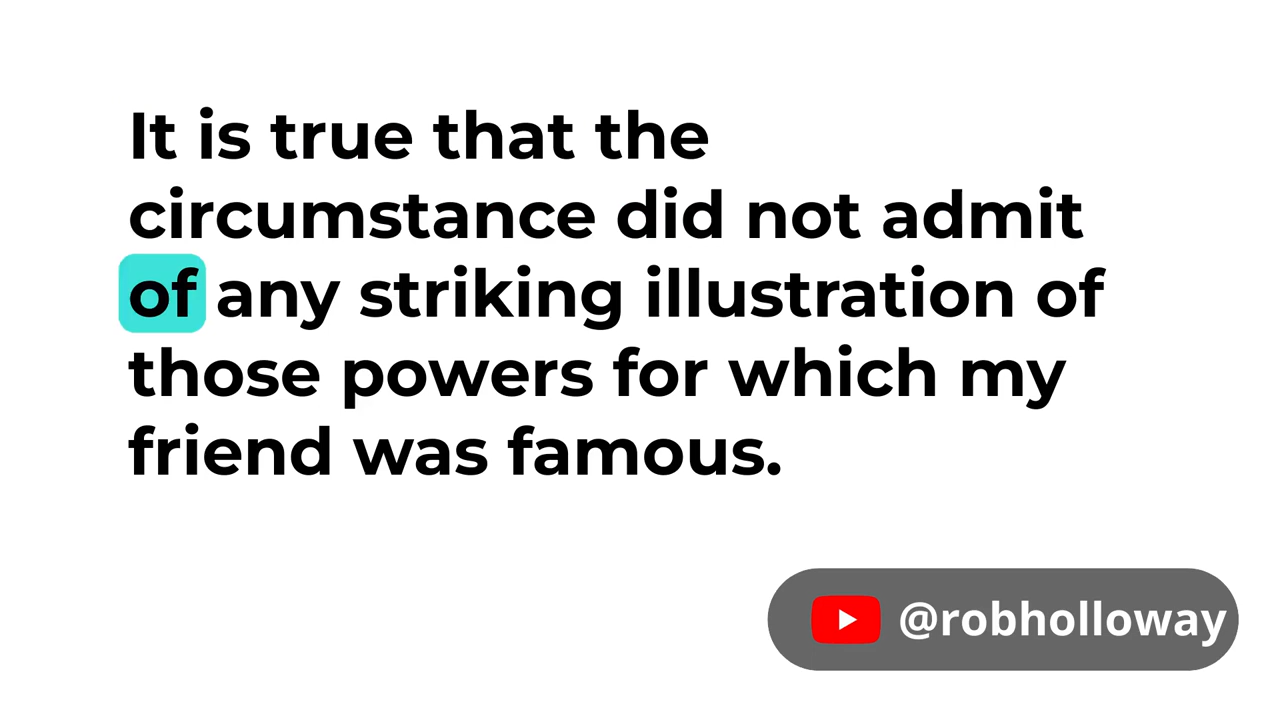 It is true that the
circumstance did not admit
of any striking illustration of
those powers for which my
friend was famous.
@robholloway